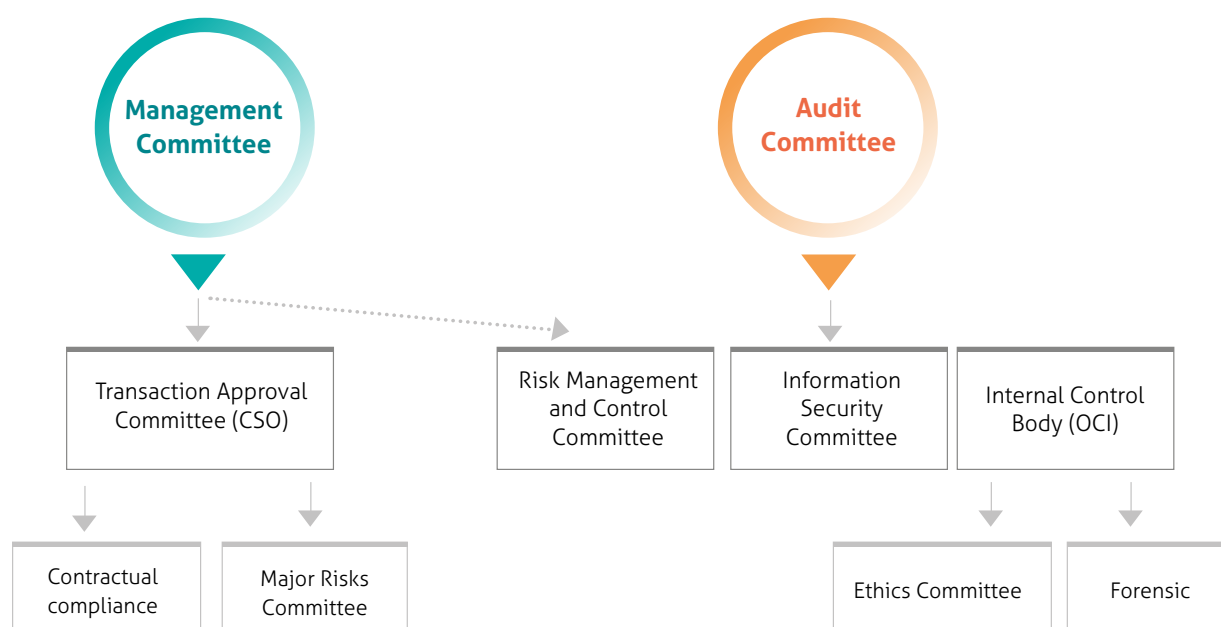 Management
Committee
Audit
Committee
Transaction Approval
Committee (CSO)
Risk Management
and Control
Committee
Information
Security
Committee
Internal Control
Body (OCI)
Contractual
compliance
Major Risks
Committee
Ethics Committee
Forensic